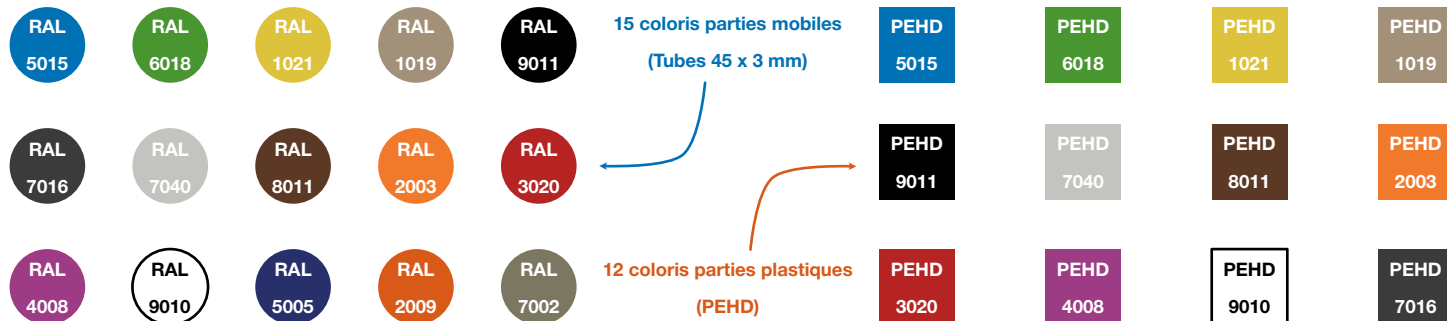 RAL
5015
RAL
6018
RAL
1021
RAL
1019
RAL
9011
15 coloris parties mobiles
(Tubes 45 x 3 mm)
PEHD
5015
PEHD
6018
PEHD
1021
PEHD
1019
RAL
7016
RAL
7040
RAL
8011
RAL
2003
RAL
3020
PEHD
9011
PEHD
7040
PEHD
8011
PEHD
2003
RAL
4008
RAL
9010
RAL
5005
RAL
2009
RAL
7002
12 coloris parties plastiques
(PEHD)
PEHD
3020
PEHD
4008
PEHD
9010
PEHD
7016